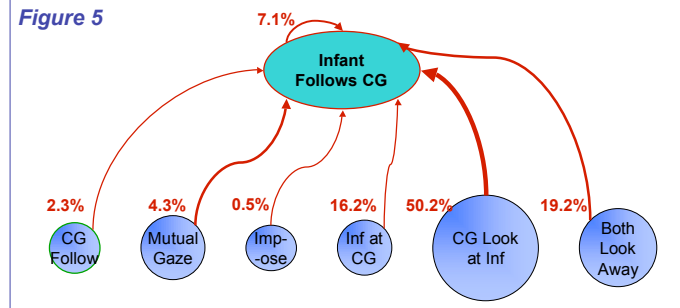 Figure 5
7.1%
Infant
Follows CG
2.3%
4.3%
0.5%
16.2%
50.2%
19.2%
CG
Follow
Mutual
Gaze
Imp-
-ose
Inf at
CG
CG Look
at Inf
Both
Look
Away